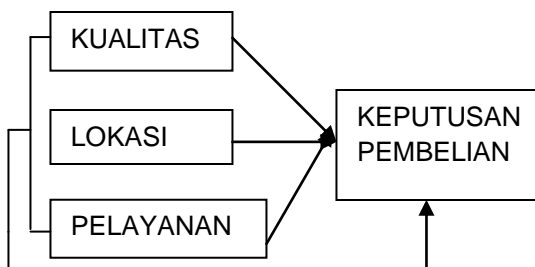 KUALITAS
LOKASI
PELAYANAN
KEPUTUSAN
PEMBELIAN